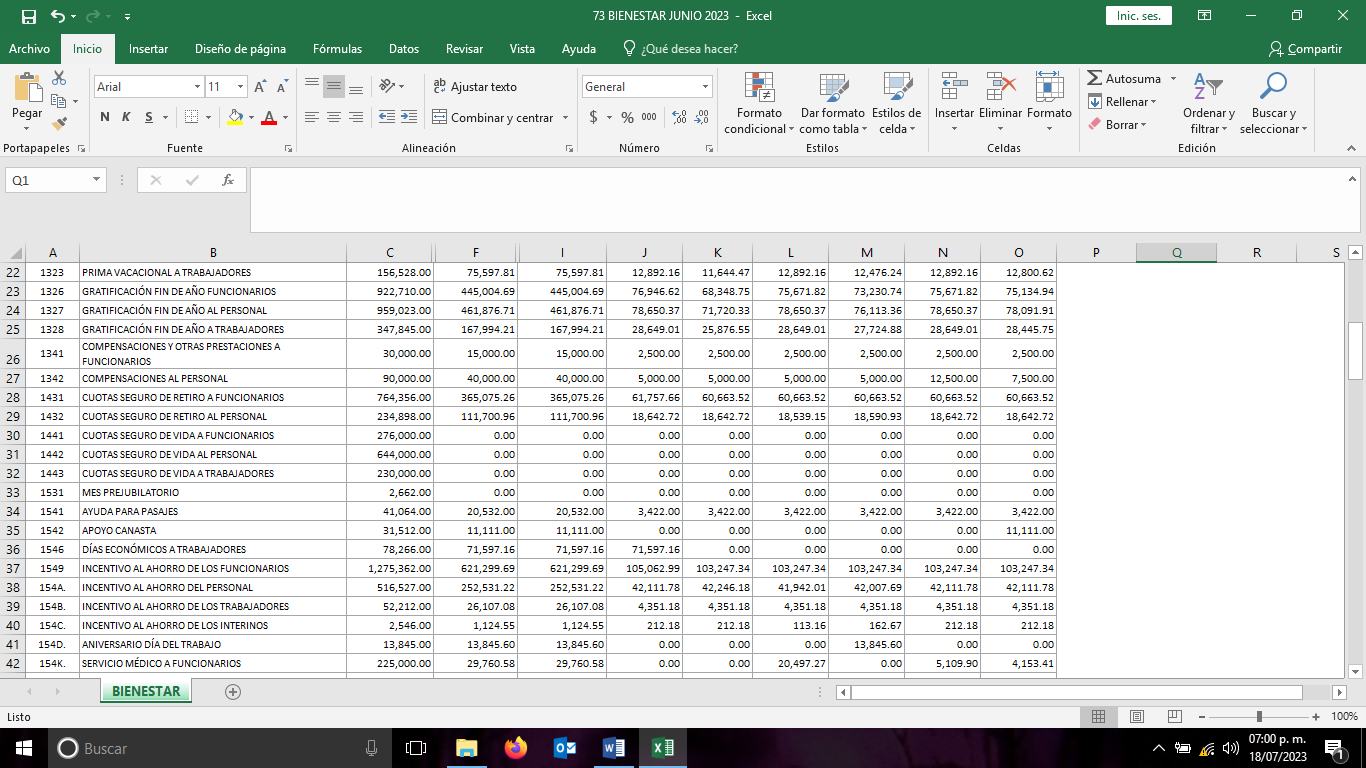 73 BIENESTAR JUNIO 2023 - Excel
Inic. ses.
Archivo Inicio Insertar Diseño de página Fórmulas Datos Revisar Vista Ayuda ¿Qué desea hacer? Compartir
Pegar
Arial 11
Ajustar texto
General
Formato condicional
Dar formato como tabla
Estilos de celda
Insertar Eliminar Formato
Autosuma
Rellenar
Borrar
Ordenar y filtrar
Buscar y seleccionar
N K S
Combinar y centrar
$ % 000
Portapapeles Fuente Alineación Número Estilos Celdas Edición
Q1 fx
A B C F I J K L M N O P Q R S
22 1323 PRIMA VACACIONAL A TRABAJADORES 156,528.00 75,597.81 75,597.81 12,892.16 11,644.47 12,892.16 12,476.24 12,892.16 12,800.62
23 1326 GRATIFICACIÓN FIN DE AÑO FUNCIONARIOS 922,710.00 445,004.69 445,004.69 76,946.62 68,348.75 75,671.82 73,230.74 75,671.82 75,134.94
24 1327 GRATIFICACIÓN FIN DE AÑO AL PERSONAL 959,023.00 461,876.71 461,876.71 78,650.37 71,720.33 78,650.37 76,113.36 78,650.37 78,091.91
25 1328 GRATIFICACIÓN FIN DE AÑO A TRABAJADORES 347,845.00 167,994.21 167,994.21 28,649.01 25,876.55 28,649.01 27,724.88 28,649.01 28,445.75
26 1341 COMPENSACIONES Y OTRAS PRESTACIONES A FUNCIONARIOS 30,000.00 15,000.00 15,000.00 2,500.00 2,500.00 2,500.00 2,500.00 2,500.00 2,500.00
27 1342 COMPENSACIONES AL PERSONAL 90,000.00 40,000.00 40,000.00 5,000.00 5,000.00 5,000.00 5,000.00 12,500.00 7,500.00
28 1431 CUOTAS SEGURO DE RETIRO A FUNCIONARIOS 764,356.00 365,075.26 365,075.26 61,757.66 60,663.52 60,663.52 60,663.52 60,663.52 60,663.52
29 1432 CUOTAS SEGURO DE RETIRO AL PERSONAL 234,898.00 111,700.96 111,700.96 18,642.72 18,642.72 18,539.15 18,590.93 18,642.72 18,642.72
30 1441 CUOTAS SEGURO DE VIDA A FUNCIONARIOS 276,000.00 0.00 0.00 0.00 0.00 0.00 0.00 0.00 0.00
31 1442 CUOTAS SEGURO DE VIDA AL PERSONAL 644,000.00 0.00 0.00 0.00 0.00 0.00 0.00 0.00 0.00
32 1443 CUOTAS SEGURO DE VIDA A TRABAJADORES 230,000.00 0.00 0.00 0.00 0.00 0.00 0.00 0.00 0.00
33 1531 MES PREJUBILATORIO 2,662.00 0.00 0.00 0.00 0.00 0.00 0.00 0.00 0.00
34 1541 AYUDA PARA PASAJES 41,064.00 20,532.00 20,532.00 3,422.00 3,422.00 3,422.00 3,422.00 3,422.00 3,422.00
35 1542 APOYO CANASTA 31,512.00 11,111.00 11,111.00 0.00 0.00 0.00 0.00 0.00 11,111.00
36 1546 DÍAS ECONÓMICOS A TRABAJADORES 78,266.00 71,597.16 71,597.16 71,597.16 0.00 0.00 0.00 0.00 0.00
37 1549 INCENTIVO AL AHORRO DE LOS FUNCIONARIOS 1,275,362.00 621,299.69 621,299.69 105,062.99 103,247.34 103,247.34 103,247.34 103,247.34 103,247.34
38 154A. INCENTIVO AL AHORRO DEL PERSONAL 516,527.00 252,531.22 252,531.22 42,111.78 42,246.18 41,942.01 42,007.69 42,111.78 42,111.78
39 154B. INCENTIVO AL AHORRO DE LOS TRABAJADORES 52,212.00 26,107.08 26,107.08 4,351.18 4,351.18 4,351.18 4,351.18 4,351.18 4,351.18
40 154C. INCENTIVO AL AHORRO DE LOS INTERINOS 2,546.00 1,124.55 1,124.55 212.18 212.18 113.16 162.67 212.18 212.18
41 154D. ANIVERSARIO DÍA DEL TRABAJO 13,845.00 13,845.60 13,845.60 0.00 0.00 0.00 13,845.60 0.00 0.00
42 154K. SERVICIO MÉDICO A FUNCIONARIOS 225,000.00 29,760.58 29,760.58 0.00 0.00 20,497.27 0.00 5,109.90 4,153.41
BIENESTAR
Listo 100%
Buscar
07:00 p. m.
18/07/2023
1